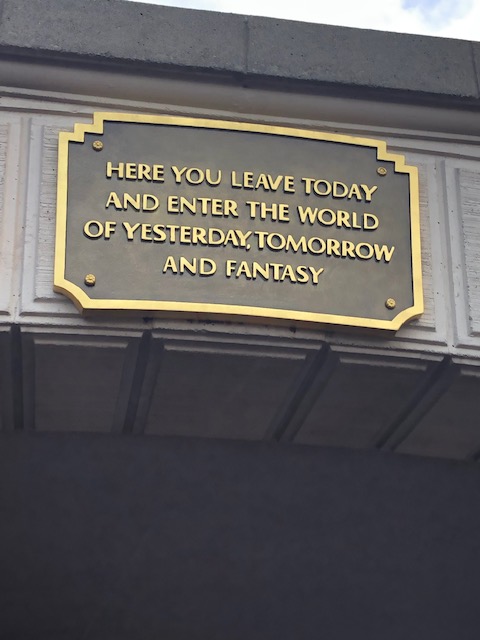 HERE YOU LEAVE TODAY
AND ENTER THE WORLD
OF YESTERDAY, TOMORROW
AND FANTASY